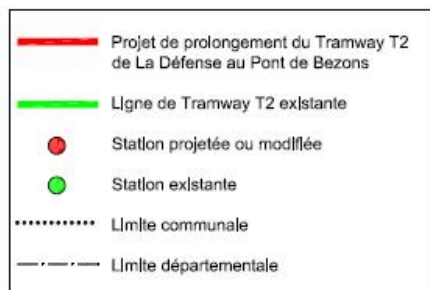 Projet de prolongement du Tramway T2
de La Défense au Pont de Bezons
Ligne de Tramway T2 existante
Station projetée ou modifiée
Station existante
Limite communale
Limite départementale